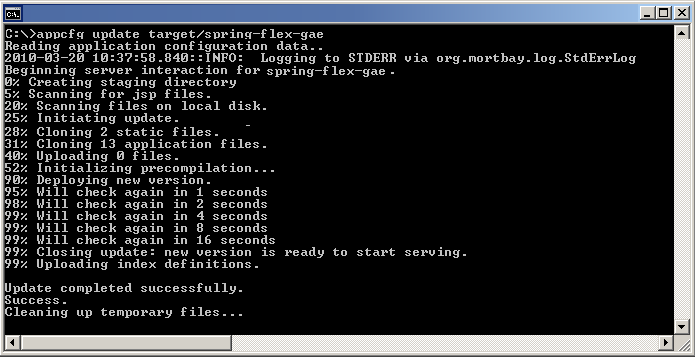 C:\>appcfg update target/spring-flex-gae
Reading application configuration data..
2010-03-20 10:37:58.840::INFO:  Logging to STDERR via org.mortbay.log.StdErrLog
Beginning server interaction for spring-flex-gae.
0% Creating staging directory
5% Scanning for jsp files.
20% Scanning files on local disk.
25% Initiating update.
28% Cloning 2 static files.
31% Cloning 13 application files.
40% Uploading 0 files.
52% Initializing precompilation...
90% Deploying new version.
95% Will check again in 1 seconds
98% Will check again in 2 seconds
99% Will check again in 4 seconds
99% Will check again in 8 seconds
99% Will check again in 16 seconds
99% Closing update: new version is ready to start serving.
99% Uploading index definitions.
Update completed successfully.
Success.
Cleaning up temporary files...